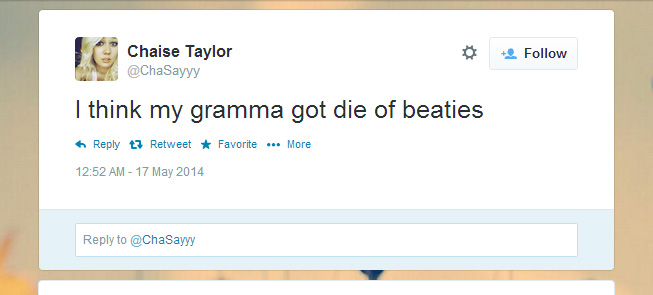 Chaise Taylor
@ChaSayyy
Follow
I think my gramma got die of beaties
Reply Retweet Favorite More
12:52 AM - 17 May 2014
Reply to @ChaSayyy